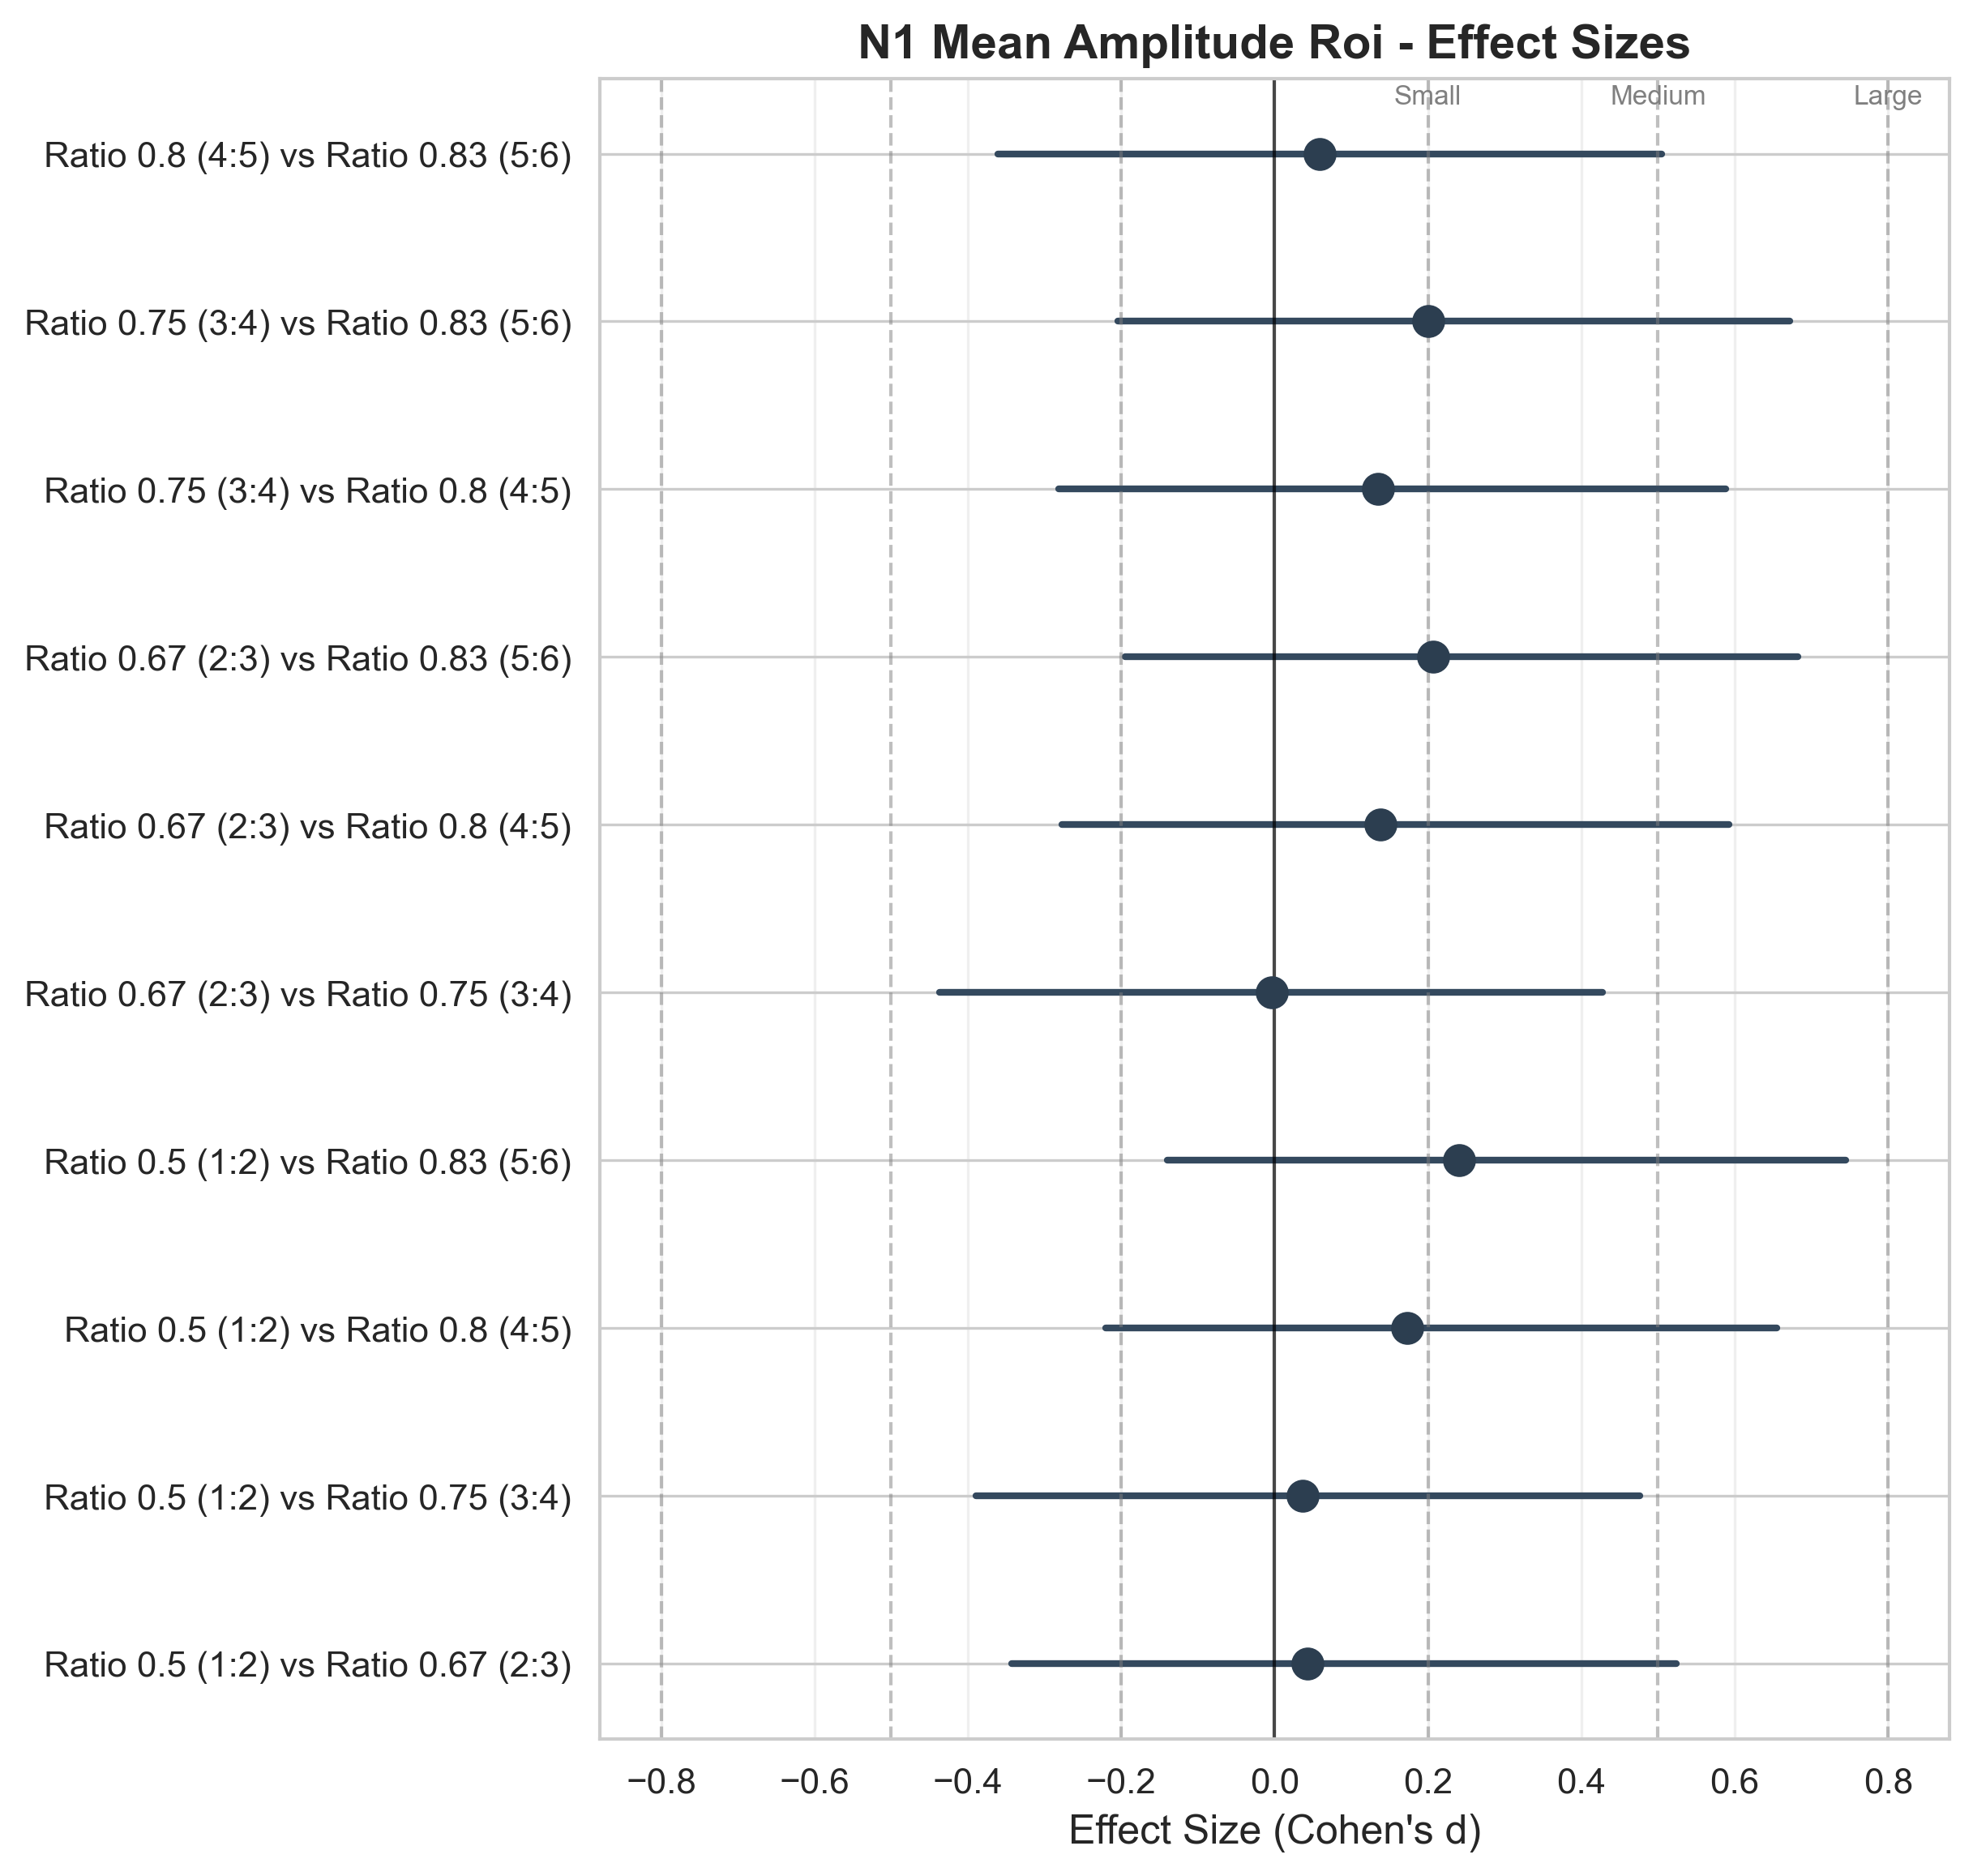 N1 Mean Amplitude Roi - Effect Sizes
Small Medium Large
Ratio 0.8 (4:5) vs Ratio 0.83 (5:6)
Ratio 0.75 (3:4) vs Ratio 0.83 (5:6)
Ratio 0.75 (3:4) vs Ratio 0.8 (4:5)
Ratio 0.67 (2:3) vs Ratio 0.83 (5:6)
Ratio 0.67 (2:3) vs Ratio 0.8 (4:5)
Ratio 0.67 (2:3) vs Ratio 0.75 (3:4)
Ratio 0.5 (1:2) vs Ratio 0.83 (5:6)
Ratio 0.5 (1:2) vs Ratio 0.8 (4:5)
Ratio 0.5 (1:2) vs Ratio 0.75 (3:4)
Ratio 0.5 (1:2) vs Ratio 0.67 (2:3)
−0.8 −0.6 −0.4 −0.2 0.0 0.2 0.4 0.6 0.8
Effect Size (Cohen's d)